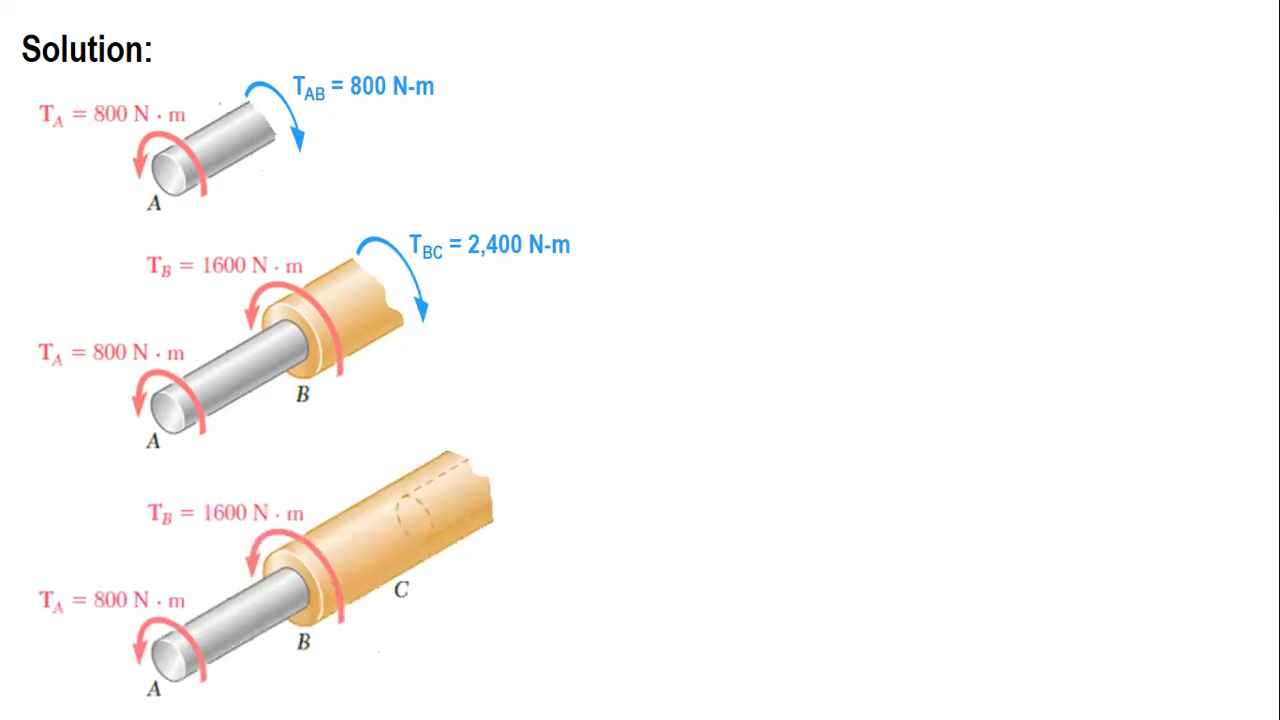 Solution:
T_AB = 800 N-m
T_A = 800 N · m
A
T_BC = 2,400 N-m
T_B = 1600 N · m
T_A = 800 N · m
B
A
T_B = 1600 N · m
C
T_A = 800 N · m
B
A